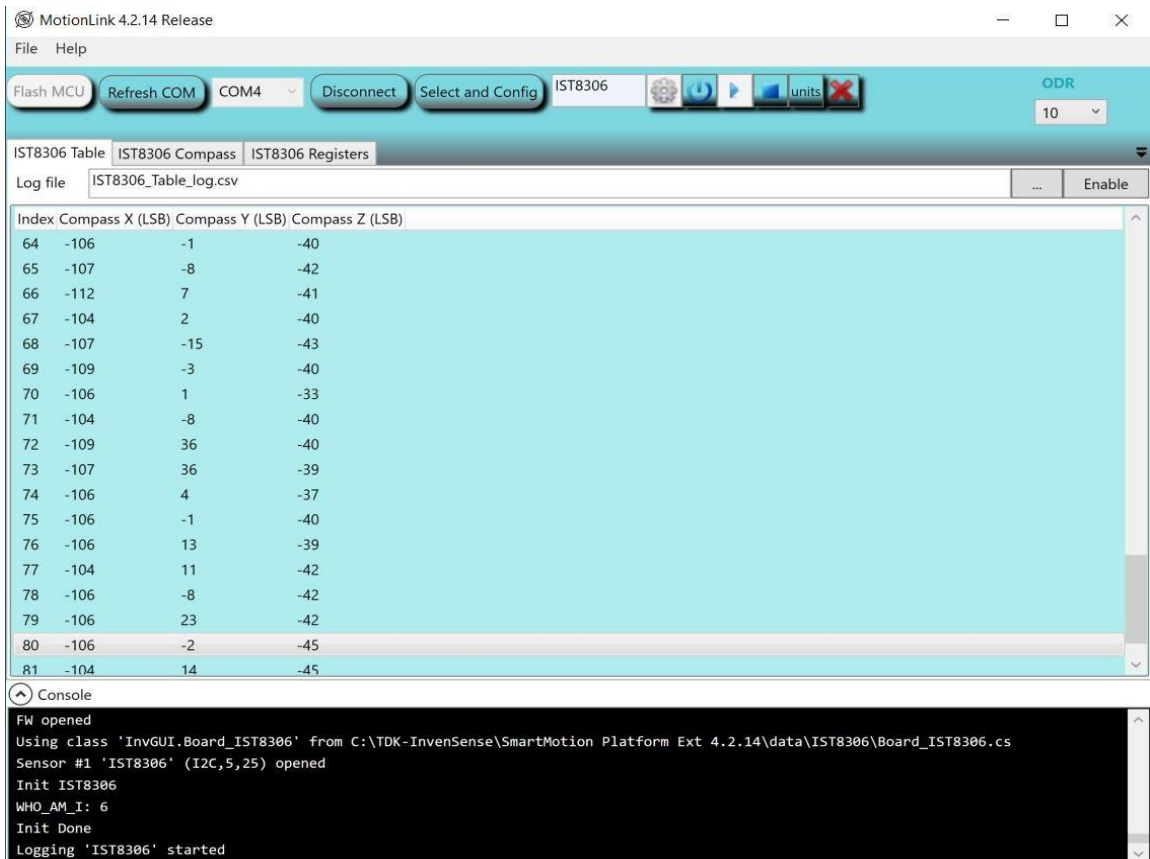 MotionLink 4.2.14 Release
File Help
Flash MCU Refresh COM COM4 Disconnect Select and Config IST8306 units ODR
10
IST8306 Table IST8306 Compass IST8306 Registers
Log file IST8306_Table_log.csv ... Enable
Index Compass X (LSB) Compass Y (LSB) Compass Z (LSB)
64 -106 -1 -40
65 -107 -8 -42
66 -112 7 -41
67 -104 2 -40
68 -107 -15 -43
69 -109 -3 -40
70 -106 1 -33
71 -104 -8 -40
72 -109 36 -40
73 -107 36 -39
74 -106 4 -37
75 -106 -1 -40
76 -106 13 -39
77 -104 11 -42
78 -106 -8 -42
79 -106 23 -42
80 -106 -2 -45
81 -104 14 -45
Console
FW opened
Using class 'InvGUI.Board_IST8306' from C:\TDK-InvenSense\SmartMotion Platform Ext 4.2.14\data\IST8306\Board_IST8306.cs
Sensor #1 'IST8306' (I2C,5,25) opened
Init IST8306
WHO_AM_I: 6
Init Done
Logging 'IST8306' started